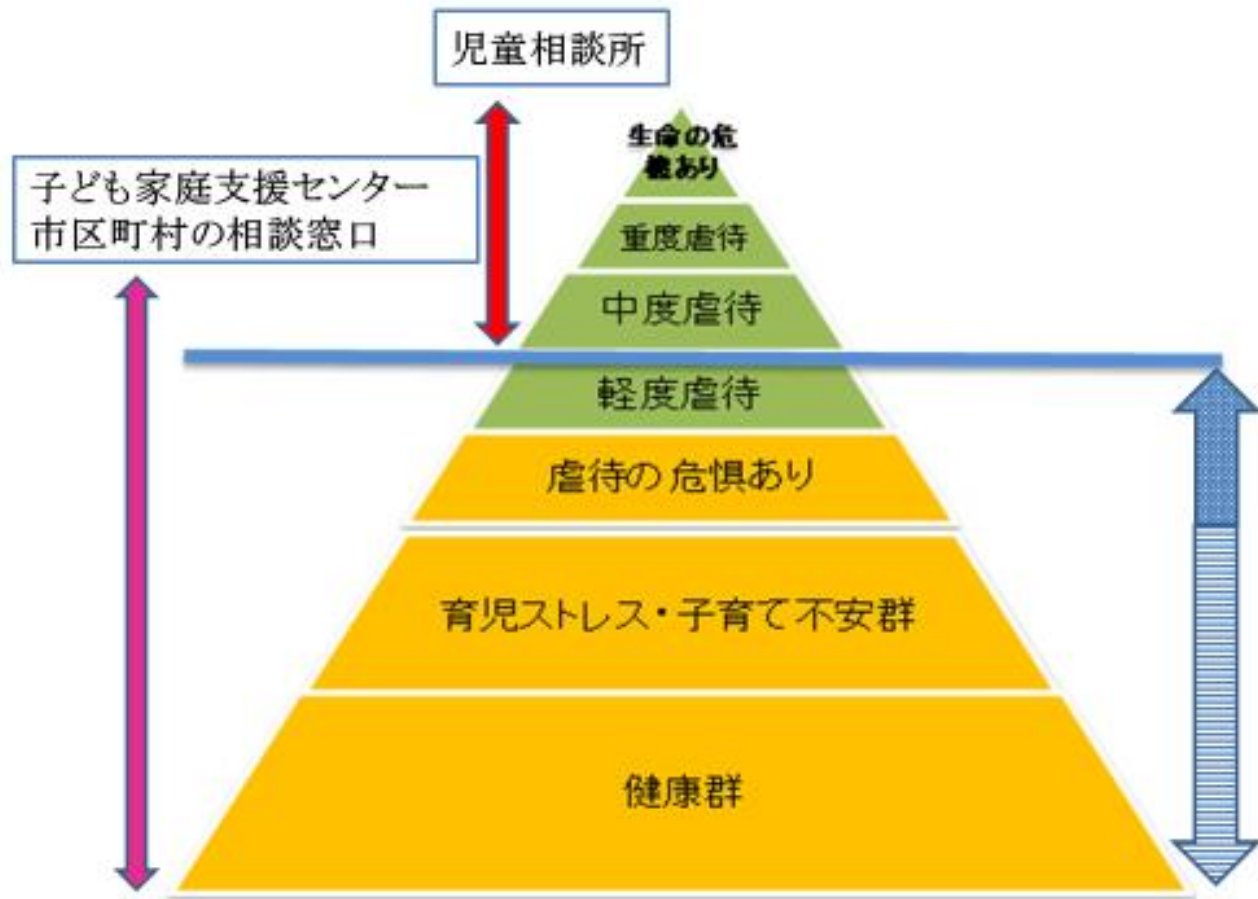 児童相談所
生命の危
機あり
子ども家庭支援センター
市区町村の相談窓口
重度虐待
中度虐待
軽度虐待
虐待の危惧あり
育児ストレス・子育て不安群
健康群